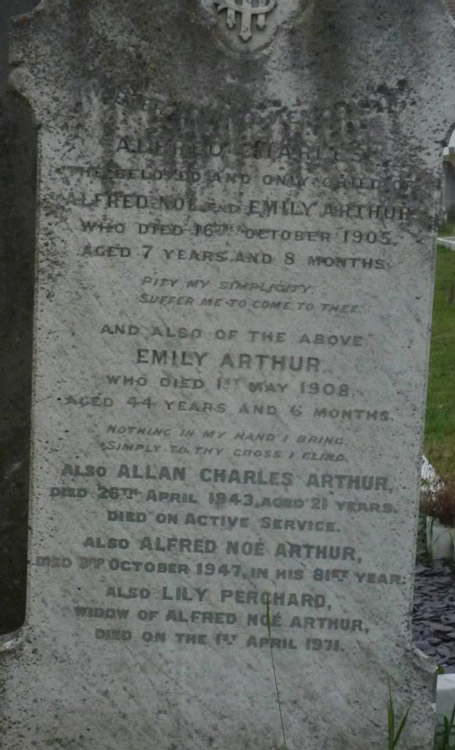 ALFRED CHARLES
THE BELOVED AND ONLY CHILD OF
ALFRED NOÉ AND EMILY ARTHUR
WHO DIED 16TH OCTOBER 1905.
AGED 7 YEARS AND 8 MONTHS.
PITY MY SIMPLICITY.
SUFFER ME TO COME TO THEE.
AND ALSO OF THE ABOVE
EMILY ARTHUR
WHO DIED 1ST MAY 1908.
AGED 44 YEARS AND 6 MONTHS.
NOTHING IN MY HAND I BRING
SIMPLY TO THY CROSS I CLING.
ALSO ALLAN CHARLES ARTHUR,
DIED 26TH APRIL 1943, AGED 21 YEARS.
DIED ON ACTIVE SERVICE.
ALSO ALFRED NOÉ ARTHUR,
DIED 3RD OCTOBER 1947, IN HIS 81ST YEAR.
ALSO LILY PERCHARD,
WIDOW OF ALFRED NOÉ ARTHUR,
DIED ON THE 1ST APRIL 1971.